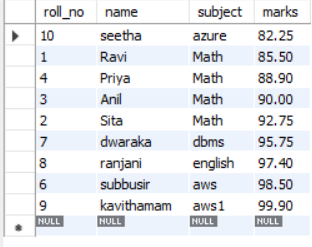 roll_no name subject marks
10 seetha azure 82.25
1 Ravi Math 85.50
4 Priya Math 88.90
3 Anil Math 90.00
2 Sita Math 92.75
7 dwaraka dbms 95.75
8 ranjani english 97.40
6 subbusir aws 98.50
9 kavithamam aws1 99.90
NULL NULL NULL NULL